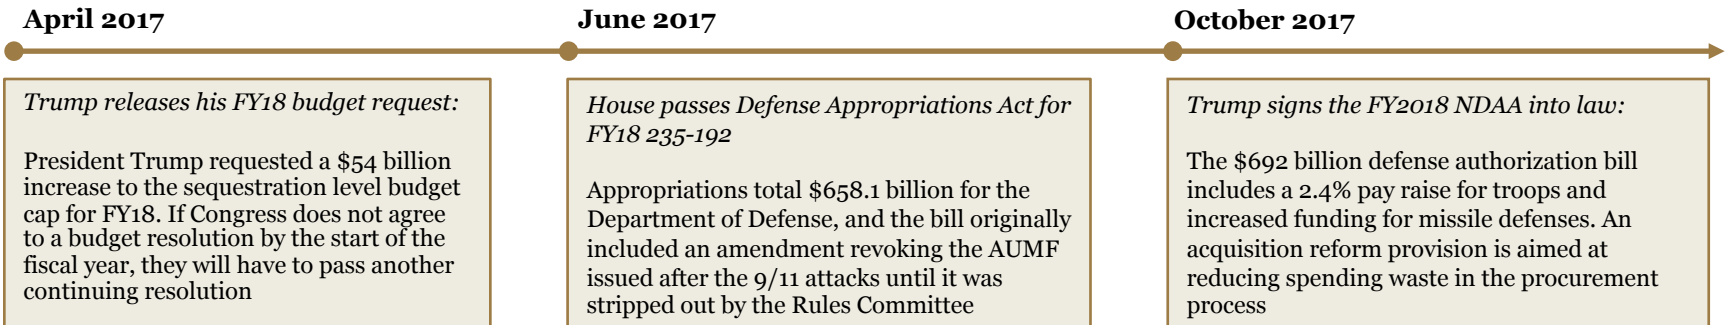 April 2017
June 2017
October 2017
Trump releases his FY18 budget request:
President Trump requested a $54 billion
increase to the sequestration level budget
cap for FY18. If Congress does not agree
to a budget resolution by the start of the
fiscal year, they will have to pass another
continuing resolution
House passes Defense Appropriations Act for
FY18 235-192
Appropriations total $658.1 billion for the
Department of Defense, and the bill originally
included an amendment revoking the AUMF
issued after the 9/11 attacks until it was
stripped out by the Rules Committee
Trump signs the FY2018 NDAA into law:
The $692 billion defense authorization bill
includes a 2.4% pay raise for troops and
increased funding for missile defenses. An
acquisition reform provision is aimed at
reducing spending waste in the procurement
process